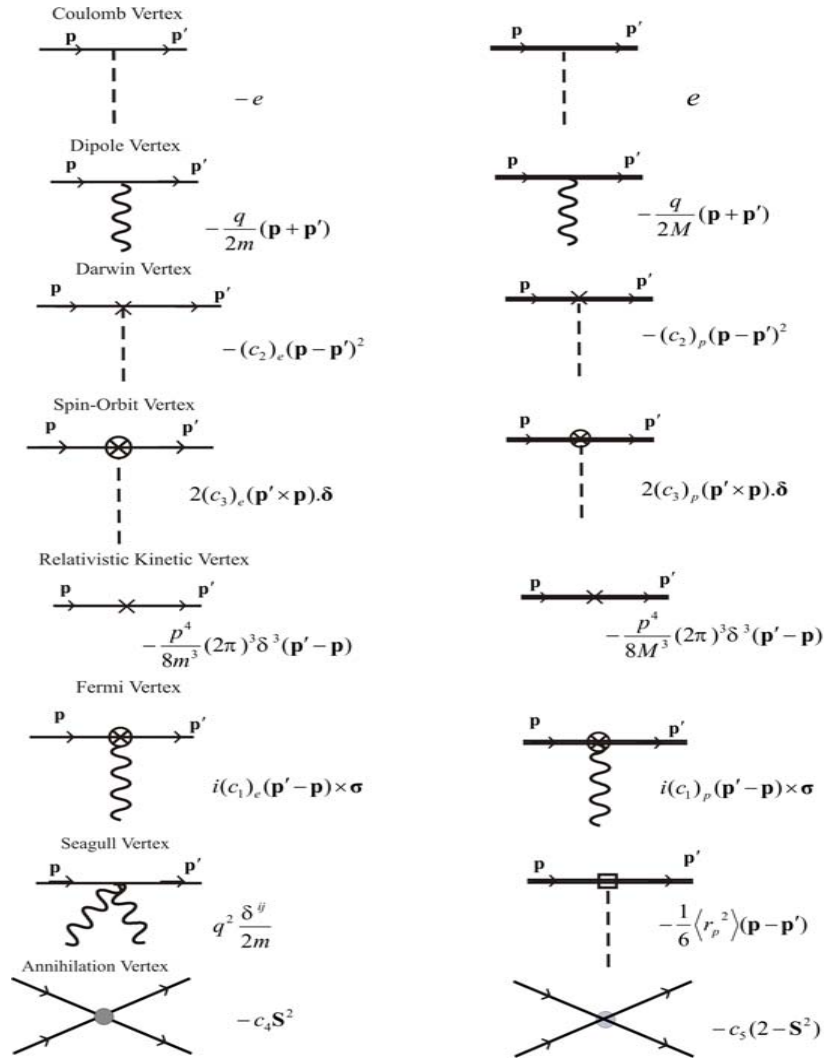 Coulomb Vertex
p p′ p p′
−e e
Dipole Vertex
p p′ p p′
−q/2m (p + p′) −q/2M (p + p′)
Darwin Vertex
p p′ p p′
−(c₂)ₑ(p − p′)² −(c₂)ₚ(p − p′)²
Spin-Orbit Vertex
p p′ p p′
2(c₃)ₑ(p′ × p).δ 2(c₃)ₚ(p′ × p).δ
Relativistic Kinetic Vertex
p p′ p p′
−p⁴/8m³ (2π)³δ³(p′ − p) −p⁴/8M³ (2π)³δ³(p′ − p)
Fermi Vertex
p p′ p p′
i(c₁)ₑ(p′ − p) × σ i(c₁)ₚ(p′ − p) × σ
Seagull Vertex
p p′ p p′
q² δⁱʲ/2m −1/6 ⟨rₚ²⟩(p − p′)
Annihilation Vertex
−c₄S² −c₅(2 − S²)